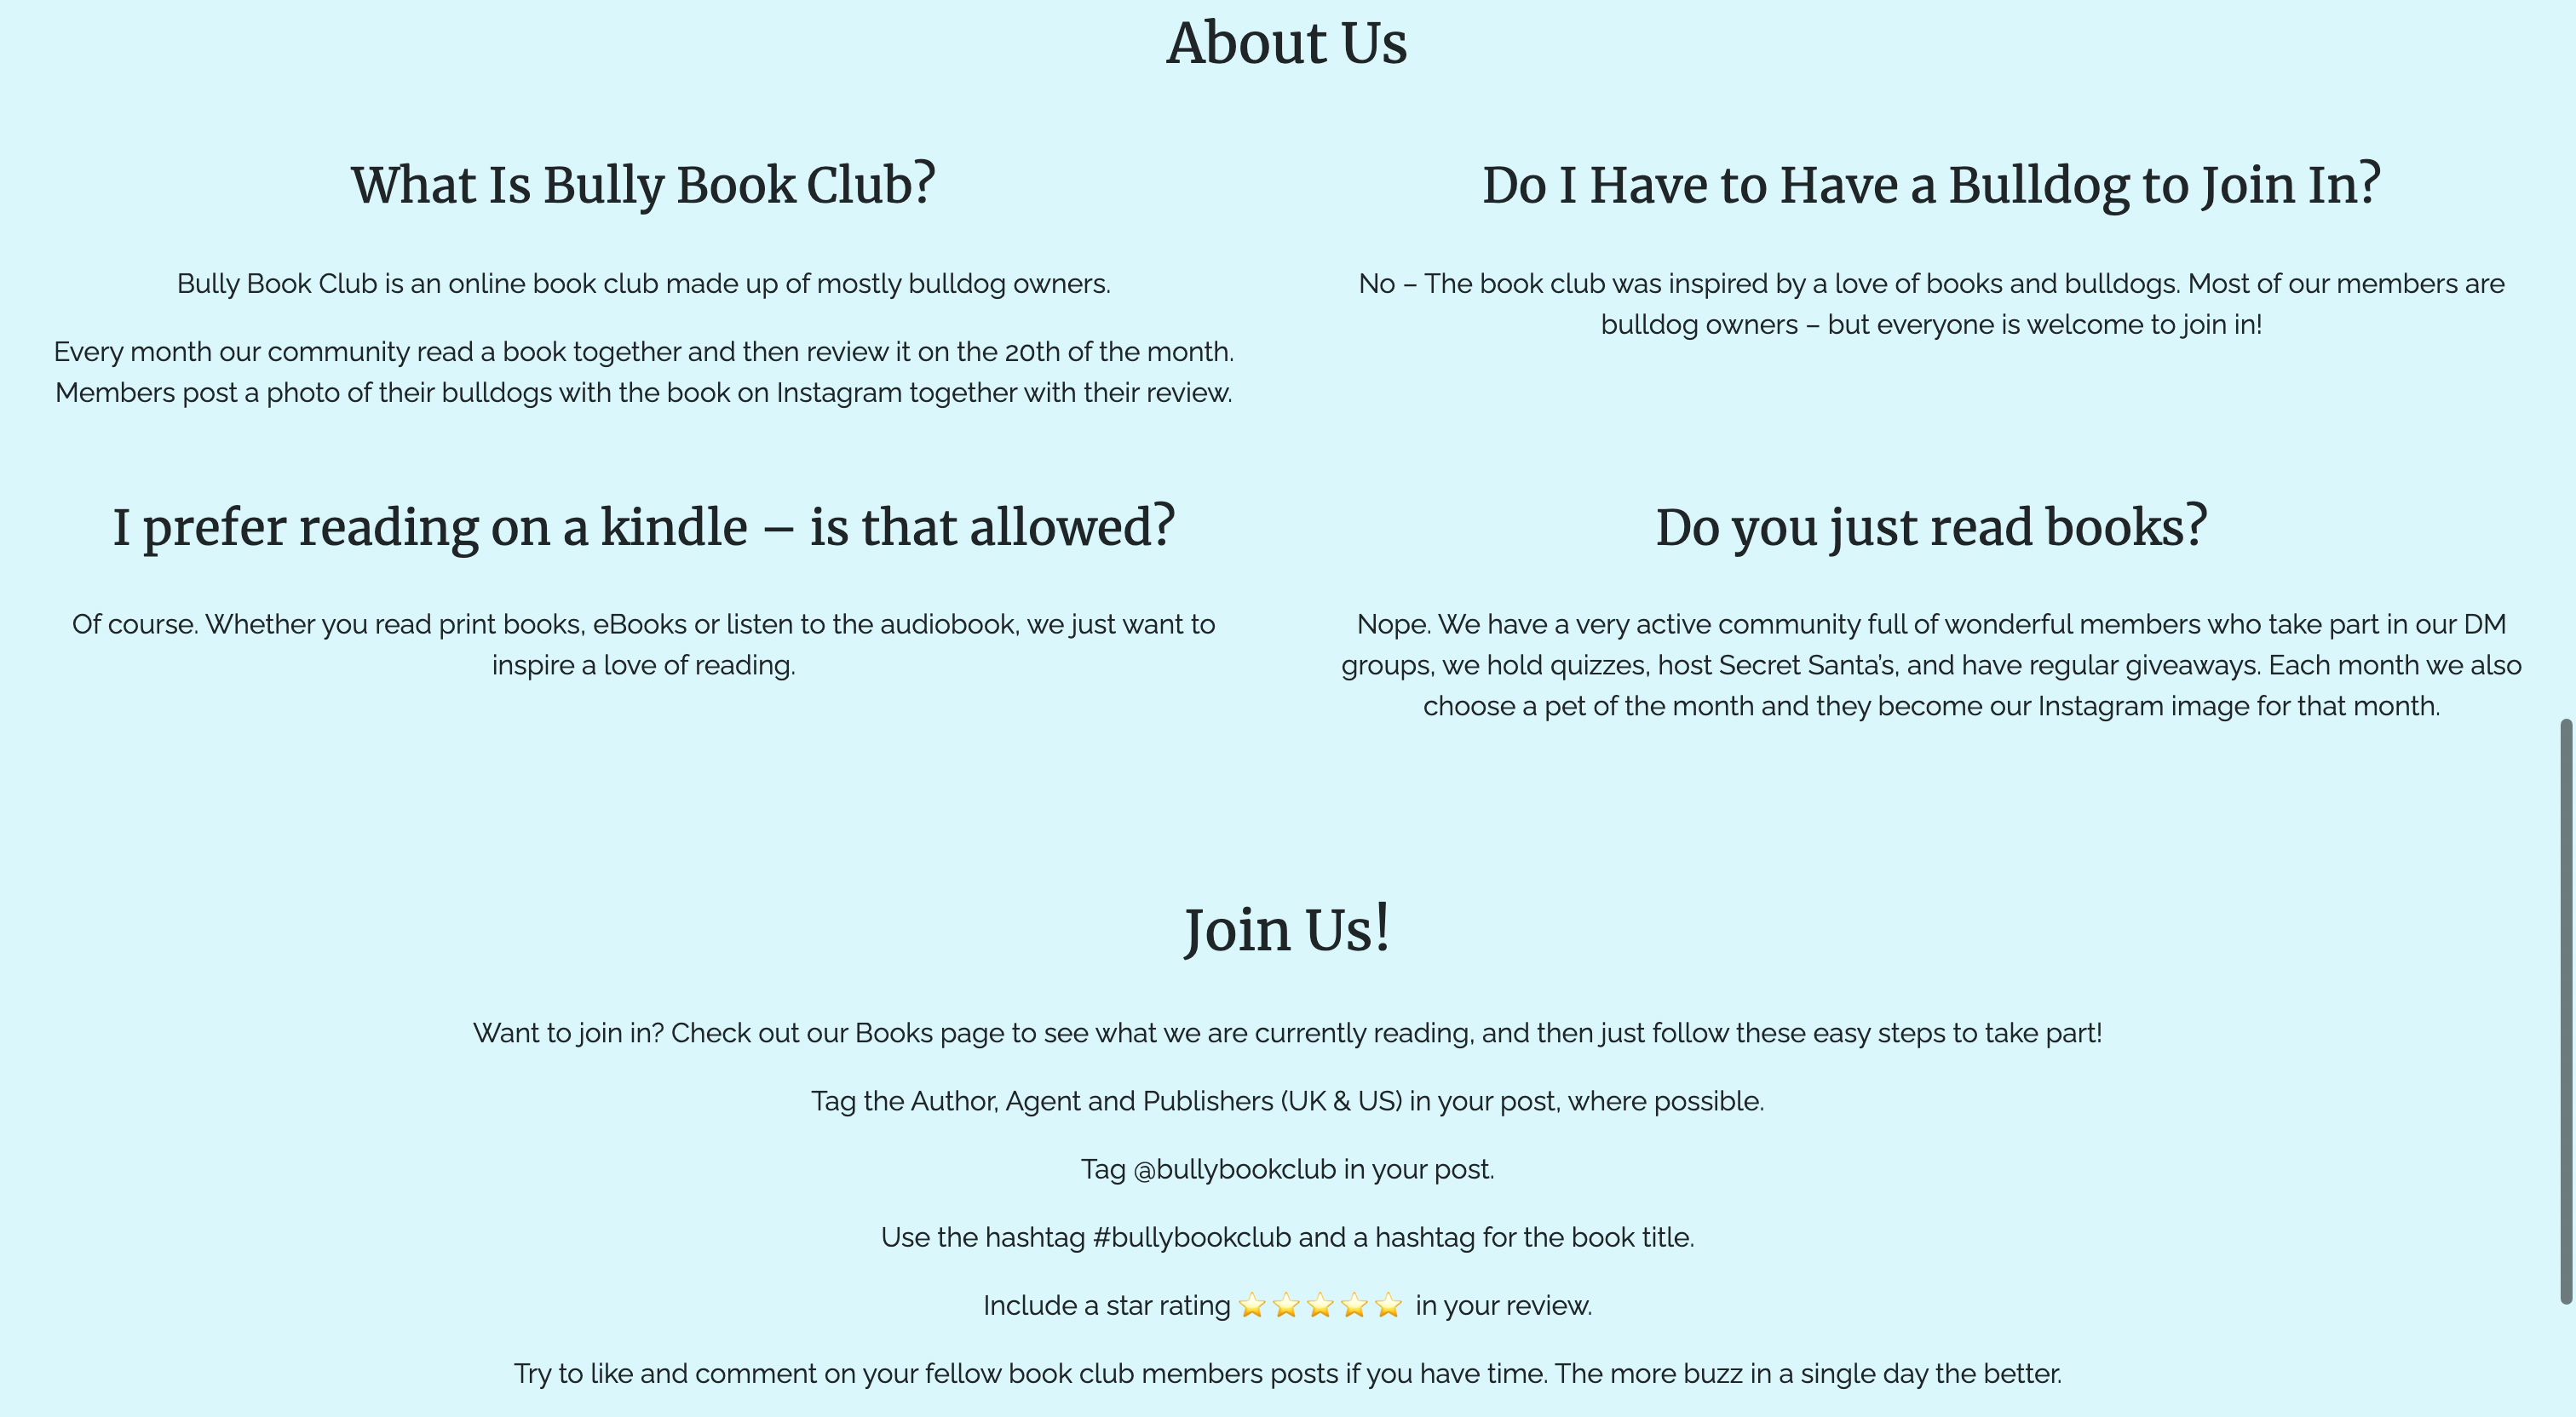 About Us
What Is Bully Book Club?
Bully Book Club is an online book club made up of mostly bulldog owners.
Every month our community read a book together and then review it on the 20th of the month.
Members post a photo of their bulldogs with the book on Instagram together with their review.
Do I Have to Have a Bulldog to Join In?
No – The book club was inspired by a love of books and bulldogs. Most of our members are
bulldog owners – but everyone is welcome to join in!
I prefer reading on a kindle – is that allowed?
Of course. Whether you read print books, eBooks or listen to the audiobook, we just want to
inspire a love of reading.
Do you just read books?
Nope. We have a very active community full of wonderful members who take part in our DM
groups, we hold quizzes, host Secret Santa’s, and have regular giveaways. Each month we also
choose a pet of the month and they become our Instagram image for that month.
Join Us!
Want to join in? Check out our Books page to see what we are currently reading, and then just follow these easy steps to take part!
Tag the Author, Agent and Publishers (UK & US) in your post, where possible.
Tag @bullybookclub in your post.
Use the hashtag #bullybookclub and a hashtag for the book title.
Include a star rating ⭐⭐⭐⭐⭐ in your review.
Try to like and comment on your fellow book club members posts if you have time. The more buzz in a single day the better.